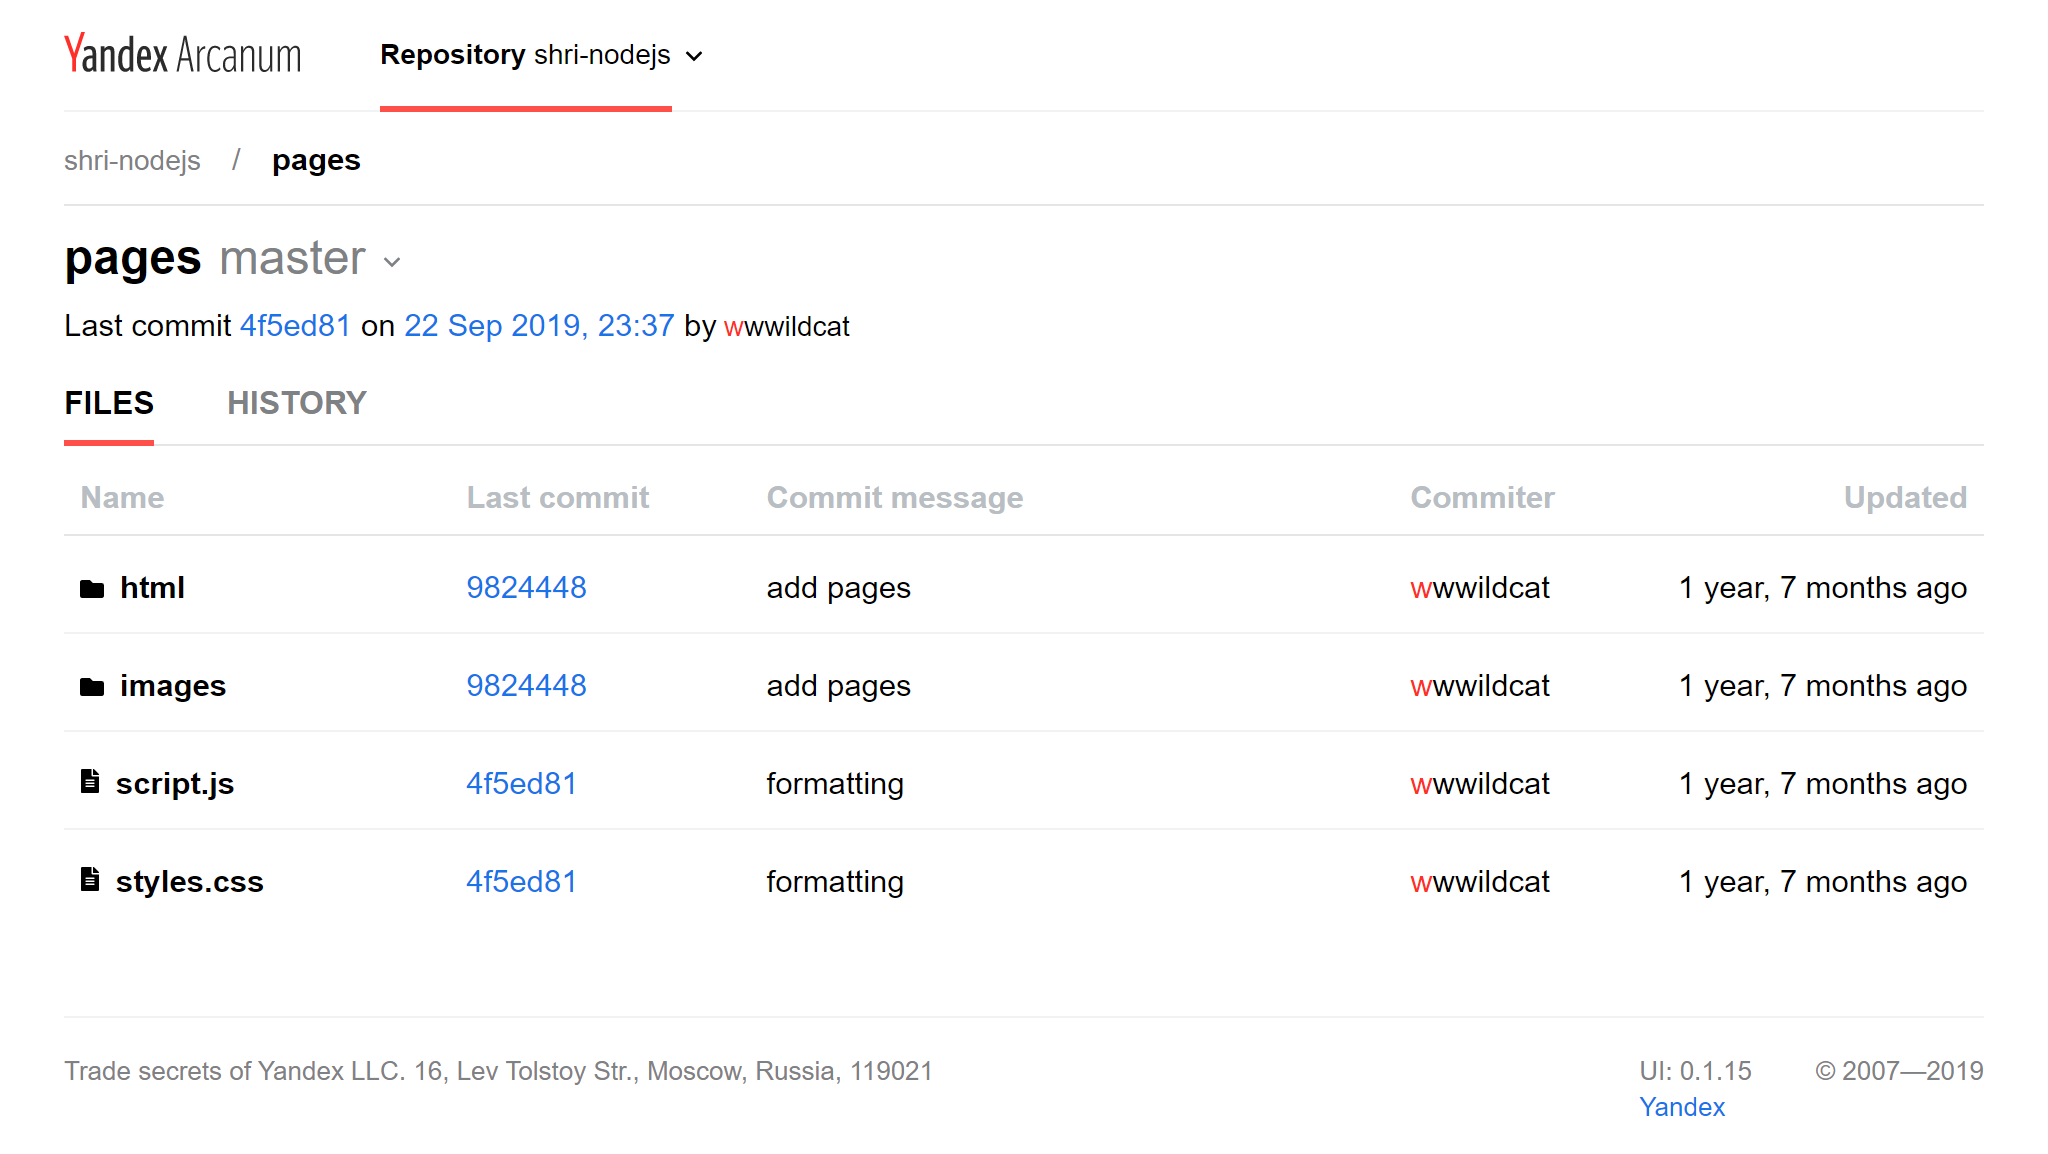 Yandex Arcanum Repository shri-nodejs
shri-nodejs / pages
pages master
Last commit 4f5ed81 on 22 Sep 2019, 23:37 by wwwildcat
FILES HISTORY
Name Last commit Commit message Commiter Updated
html 9824448 add pages wwwildcat 1 year, 7 months ago
images 9824448 add pages wwwildcat 1 year, 7 months ago
script.js 4f5ed81 formatting wwwildcat 1 year, 7 months ago
styles.css 4f5ed81 formatting wwwildcat 1 year, 7 months ago
Trade secrets of Yandex LLC. 16, Lev Tolstoy Str., Moscow, Russia, 119021 UI: 0.1.15 © 2007—2019
Yandex